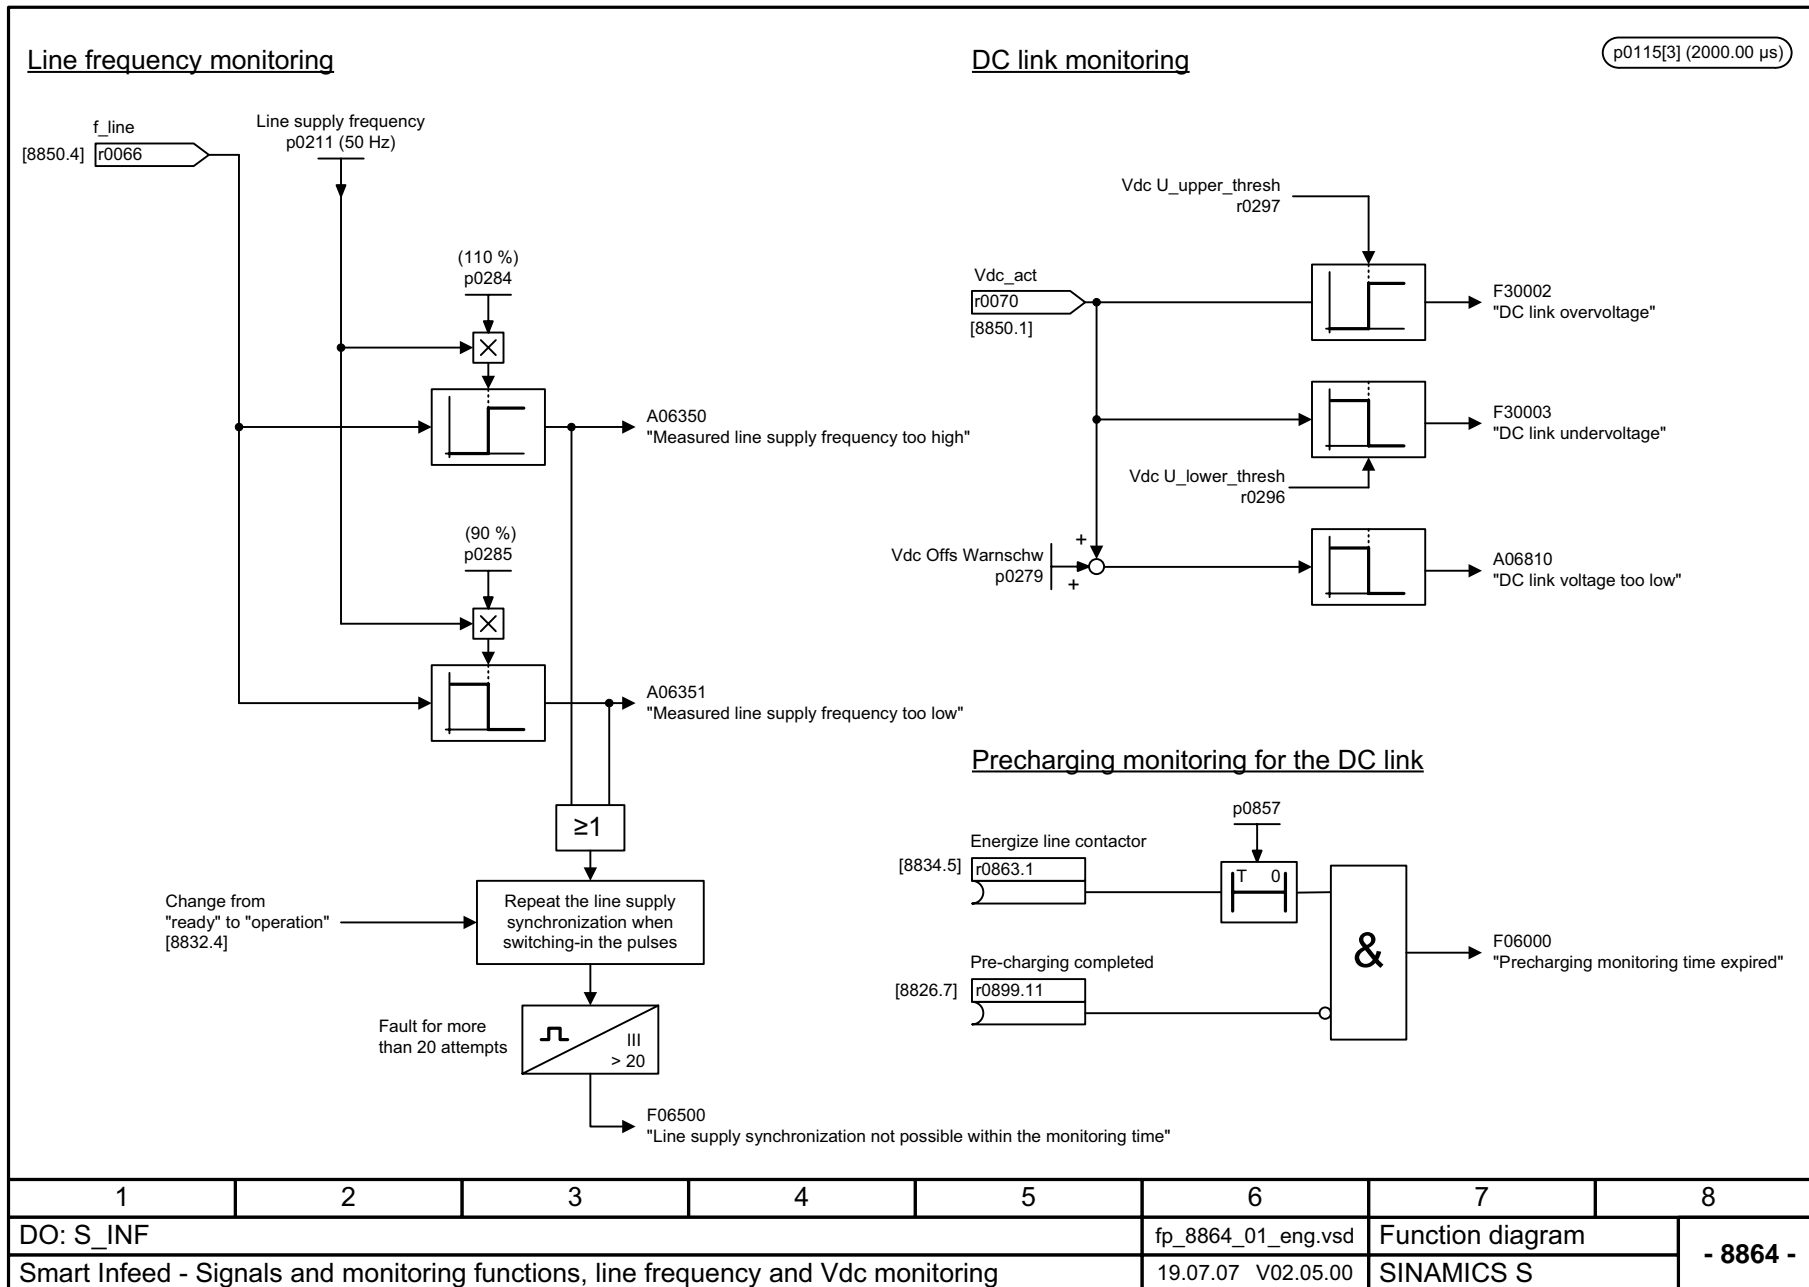 Line frequency monitoring
DC link monitoring
p0115[3] (2000.00 µs)
f_line
[8850.4]
r0066
Line supply frequency
p0211 (50 Hz)
(110 %)
p0284
A06350
"Measured line supply frequency too high"
(90 %)
p0285
A06351
"Measured line supply frequency too low"
≥1
Change from
"ready" to "operation"
[8832.4]
Repeat the line supply
synchronization when
switching-in the pulses
Fault for more
than 20 attempts
III
> 20
F06500
"Line supply synchronization not possible within the monitoring time"
Vdc U_upper_thresh
r0297
Vdc_act
r0070
[8850.1]
F30002
"DC link overvoltage"
F30003
"DC link undervoltage"
Vdc U_lower_thresh
r0296
Vdc Offs Warnschw
p0279
+
+
A06810
"DC link voltage too low"
Precharging monitoring for the DC link
p0857
Energize line contactor
[8834.5]
r0863.1
T 0
Pre-charging completed
[8826.7]
r0899.11
&
F06000
"Precharging monitoring time expired"
1 2 3 4 5 6 7 8
DO: S_INF
fp_8864_01_eng.vsd
Function diagram
- 8864 -
Smart Infeed - Signals and monitoring functions, line frequency and Vdc monitoring
19.07.07 V02.05.00
SINAMICS S